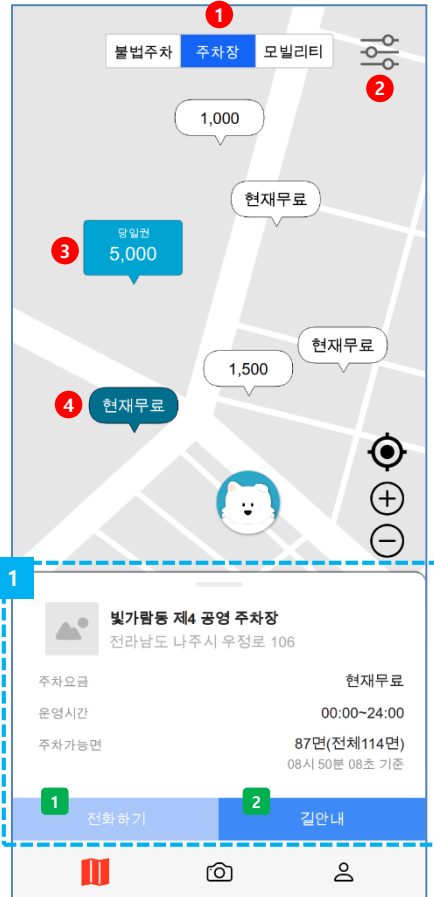 1
불법주차 주차장 모빌리티
2
1,000
현재무료
3
당일권
5,000
현재무료
1,500
4
현재무료
1
빛가람동 제4 공영 주차장
전라남도 나주시 우정로 106
주차요금 현재무료
운영시간 00:00~24:00
주차가능면 87면(전체114면)
08시 50분 08초 기준
1 전화하기
2 길안내